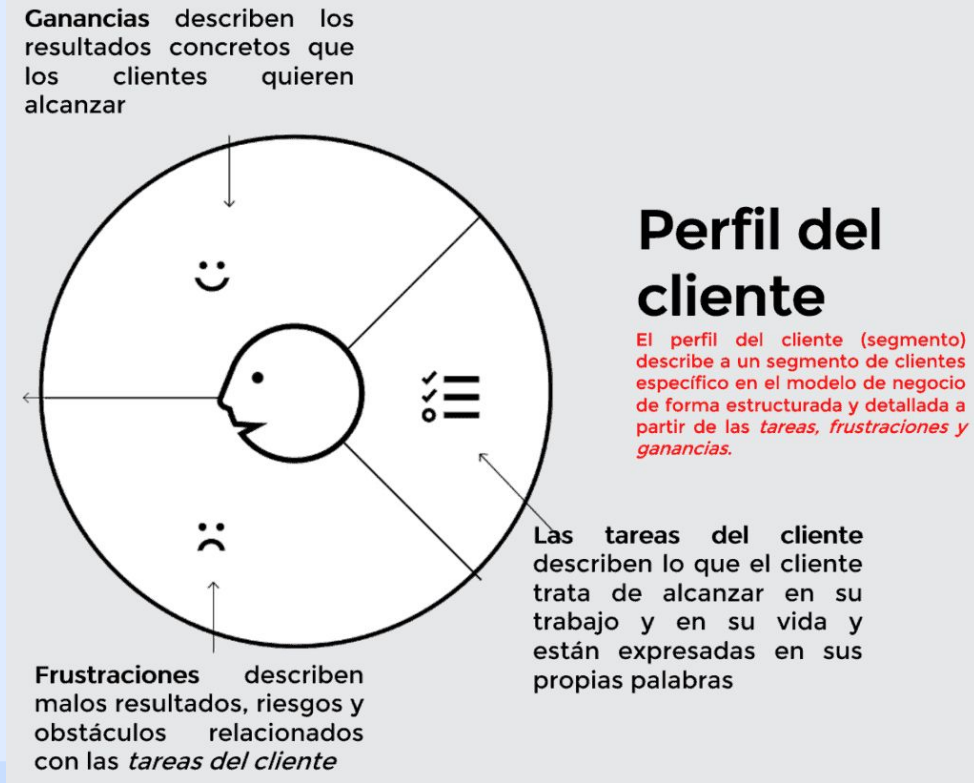 Ganancias describen los
resultados concretos que
los clientes quieren
alcanzar
Perfil del
cliente
El perfil del cliente (segmento)
describe a un segmento de clientes
específico en el modelo de negocio
de forma estructurada y detallada a
partir de las tareas, frustraciones y
ganancias.
Las tareas del cliente
describen lo que el cliente
trata de alcanzar en su
trabajo y en su vida y
están expresadas en sus
propias palabras
Frustraciones describen
malos resultados, riesgos y
obstáculos relacionados
con las tareas del cliente